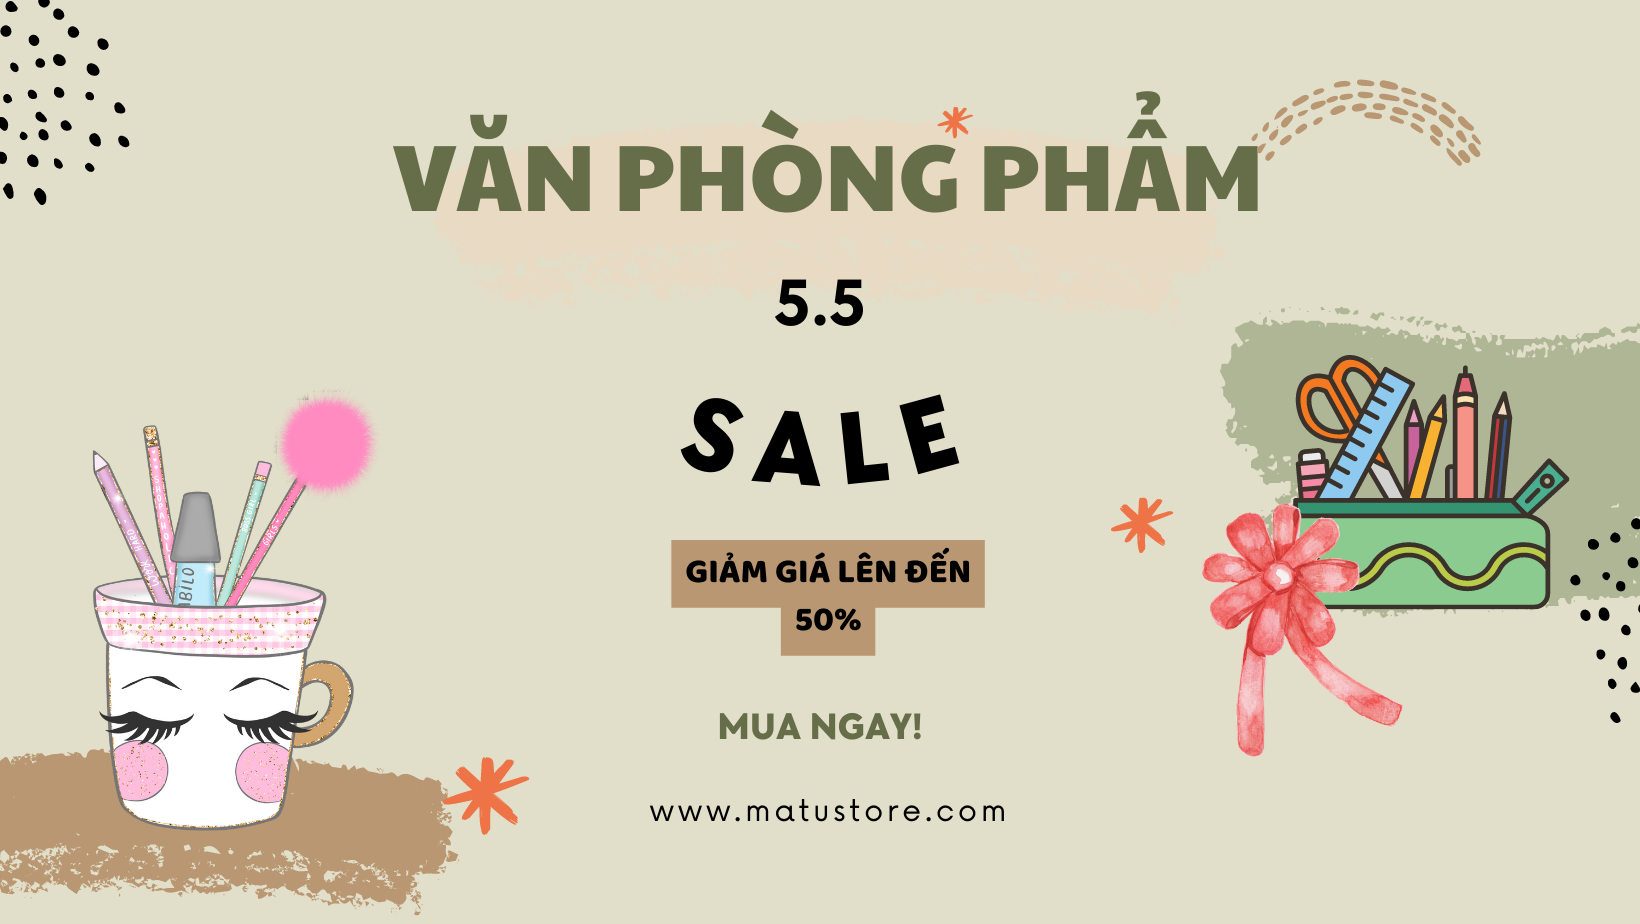 VĂN PHÒNG PHẨM
5.5
SALE
GIẢM GIÁ LÊN ĐẾN
50%
MUA NGAY!
www.matustore.com